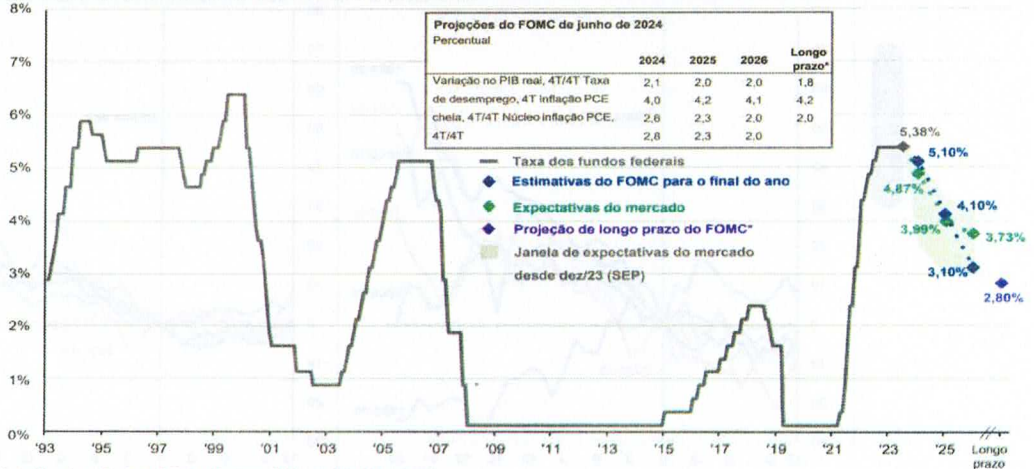 8%
Projeções do FOMC de junho de 2024
Percentual
7%
2024 2025 2026 Longo prazo*
Variação no PIB real, 4T/4T Taxa 2,1 2,0 2,0 1,8
de desemprego, 4T Inflação PCE 4,0 4,2 4,1 4,2
6%
cheia, 4T/4T Núcleo inflação PCE, 2,6 2,3 2,0 2,0
4T/4T 2,8 2,3 2,0
5,38%
5%
Taxa dos fundos federais
5,10%
Estimativas do FOMC para o final do ano
4,87%
4%
Expectativas do mercado
4,10%
Projeção de longo prazo do FOMC*
3,99%
3,73%
Janela de expectativas do mercado
desde dez/23 (SEP)
3%
3,10%
2,80%
2%
1%
0%
'93 '95 '97 '99 '01 '03 '05 '07 '09 '11 '13 '15 '17 '19 '21 '23 '25 Longo
prazo